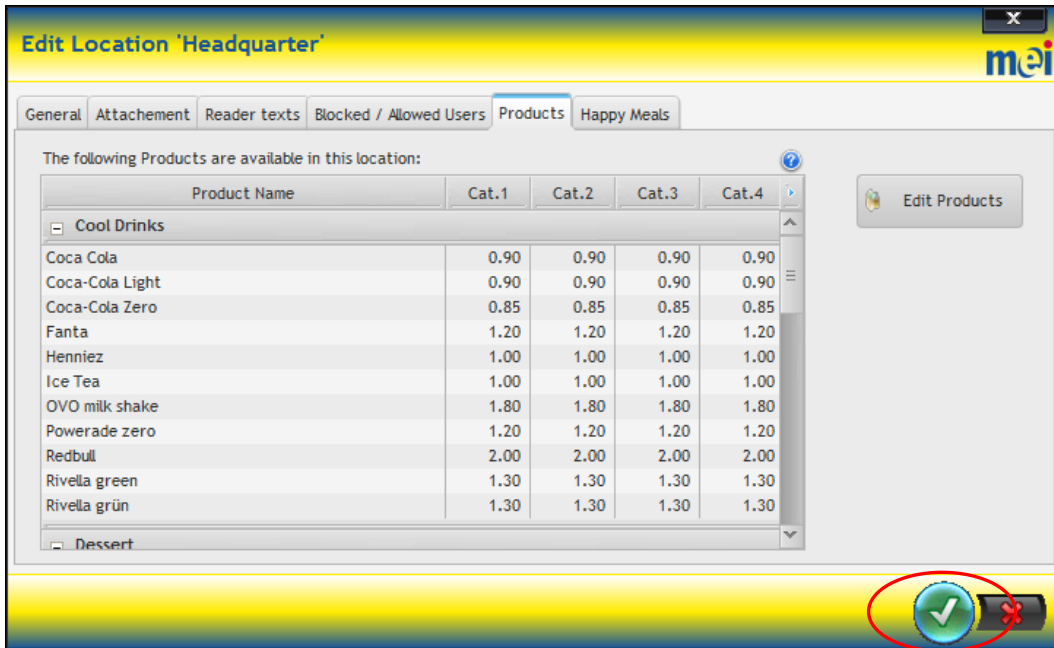 X
Edit Location 'Headquarter'
mei
General Attachement Reader texts Blocked / Allowed Users Products Happy Meals
The following Products are available in this location: ?
Product Name Cat.1 Cat.2 Cat.3 Cat.4
Edit Products
Cool Drinks
Coca Cola 0.90 0.90 0.90 0.90
Coca-Cola Light 0.90 0.90 0.90 0.90
Coca-Cola Zero 0.85 0.85 0.85 0.85
Fanta 1.20 1.20 1.20 1.20
Henniez 1.00 1.00 1.00 1.00
Ice Tea 1.00 1.00 1.00 1.00
OVO milk shake 1.80 1.80 1.80 1.80
Powerade zero 1.20 1.20 1.20 1.20
Redbull 2.00 2.00 2.00 2.00
Rivella green 1.30 1.30 1.30 1.30
Rivella grün 1.30 1.30 1.30 1.30
Dessert